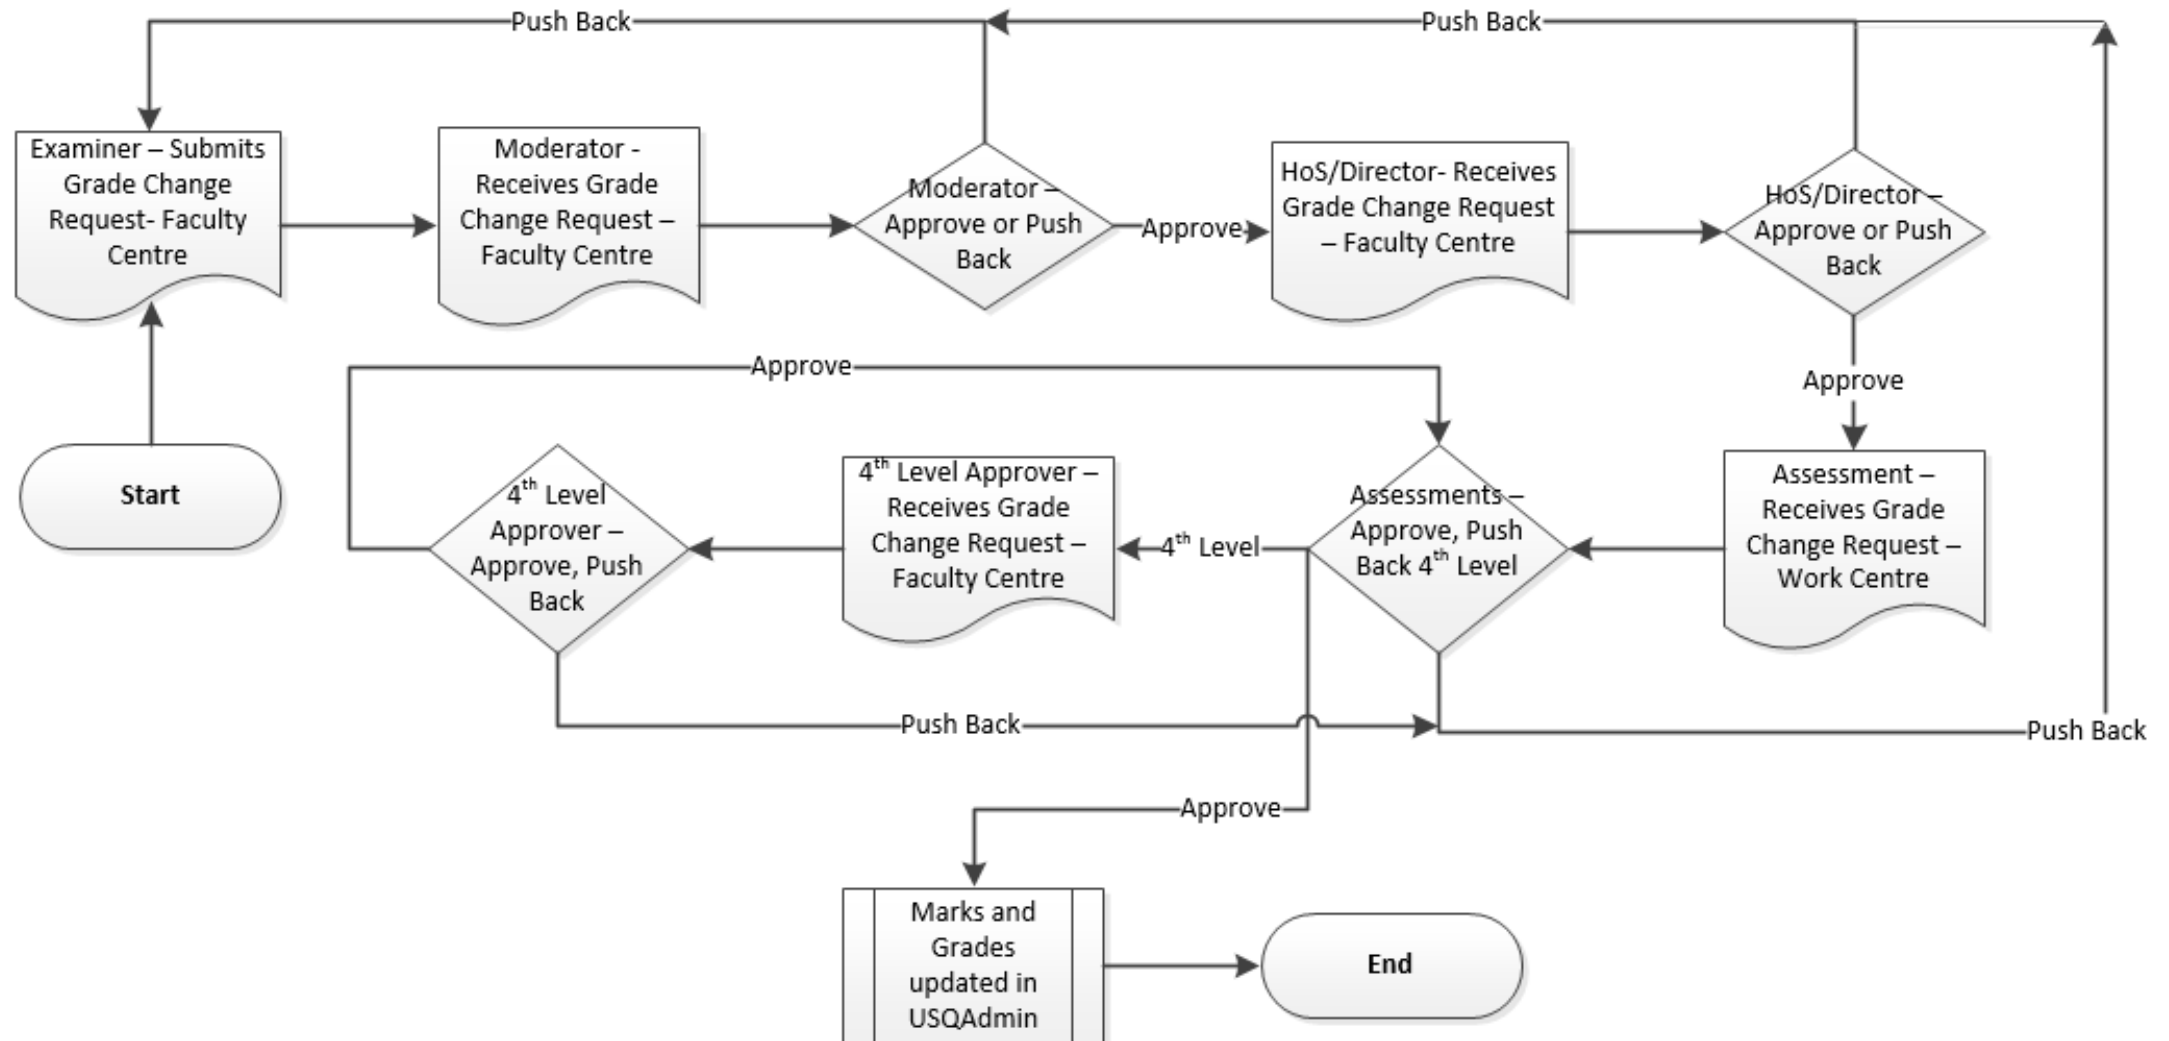 Push Back
Push Back
Examiner – Submits
Grade Change
Request- Faculty
Centre
Moderator -
Receives Grade
Change Request –
Faculty Centre
Moderator –
Approve or Push
Back
Approve
HoS/Director- Receives
Grade Change Request
– Faculty Centre
HoS/Director –
Approve or Push
Back
Approve
Approve
Start
4th Level
Approver –
Approve, Push
Back
4th Level Approver –
Receives Grade
Change Request –
Faculty Centre
4th Level
Assessments –
Approve, Push
Back 4th Level
Assessment –
Receives Grade
Change Request –
Work Centre
Push Back
Push Back
Approve
Marks and
Grades
updated in
USQAdmin
End